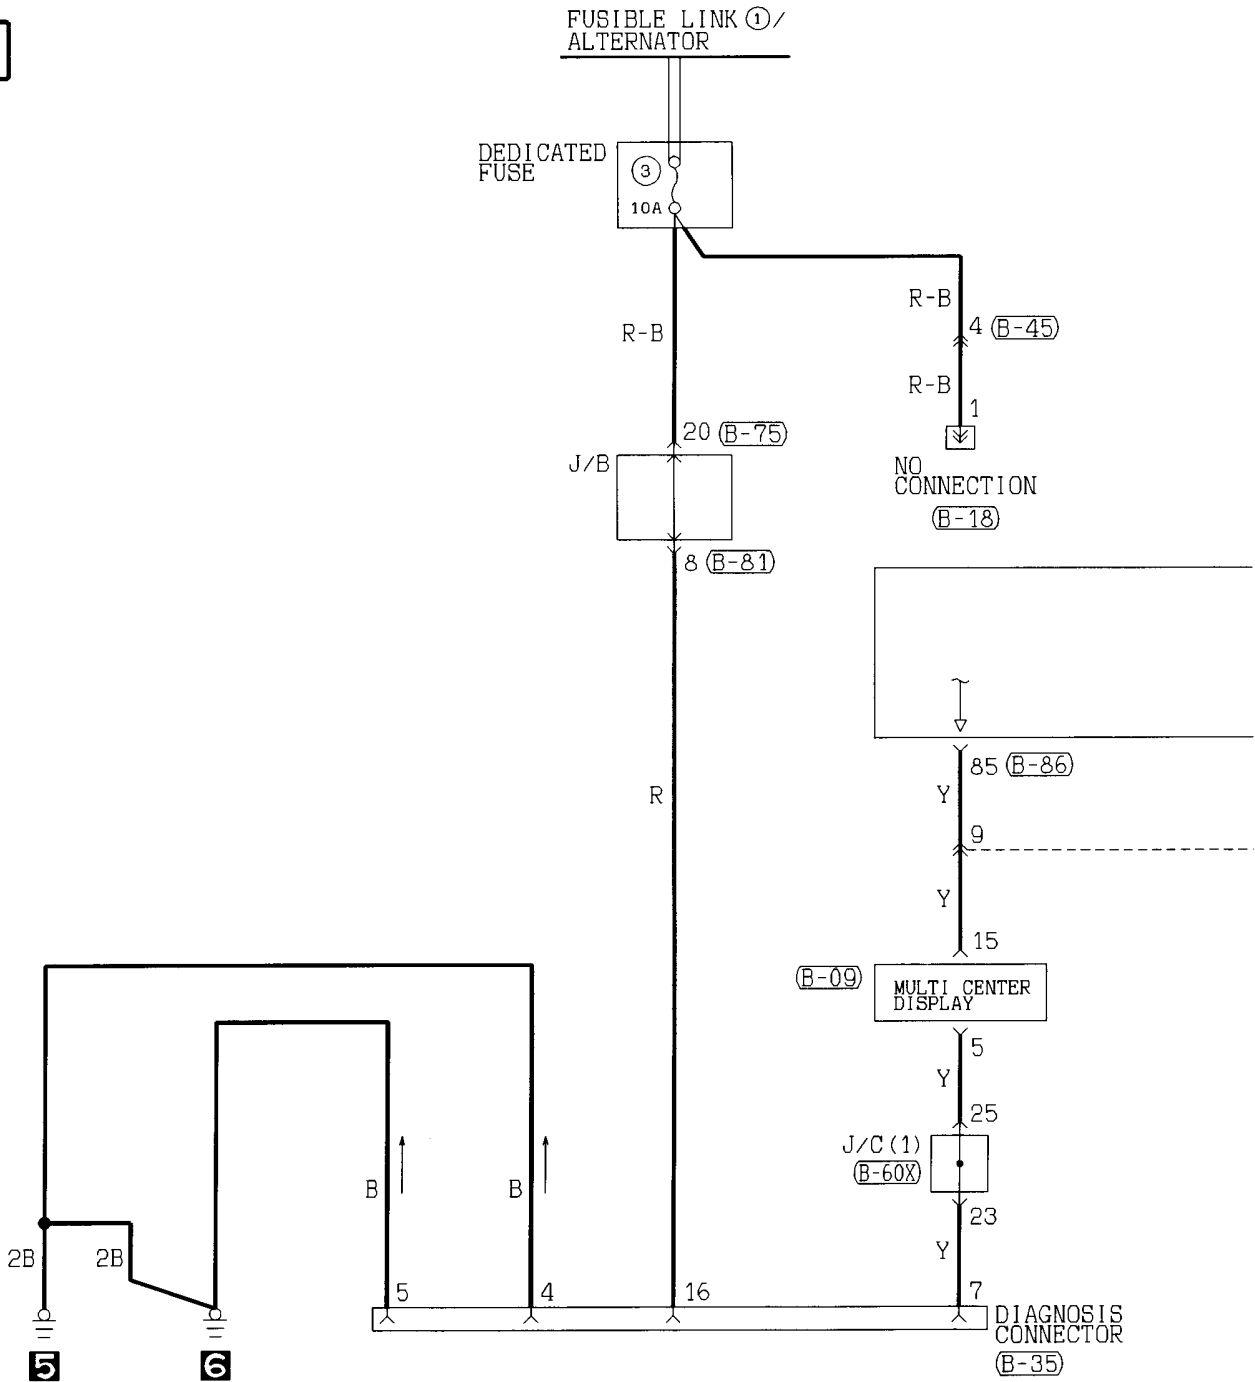 FUSIBLE LINK ①/
ALTERNATOR
DEDICATED
FUSE
③
10A
R-B
4 (B-45)
R-B
R-B
1
20 (B-75)
J/B
NO
CONNECTION
(B-18)
8 (B-81)
85 (B-86)
R
Y
9
Y
15
(B-09)
MULTI CENTER
DISPLAY
5
Y
25
J/C(1)
(B-60X)
B
B
23
2B
2B
Y
5
4
16
7
DIAGNOSIS
CONNECTOR
(B-35)
5
6